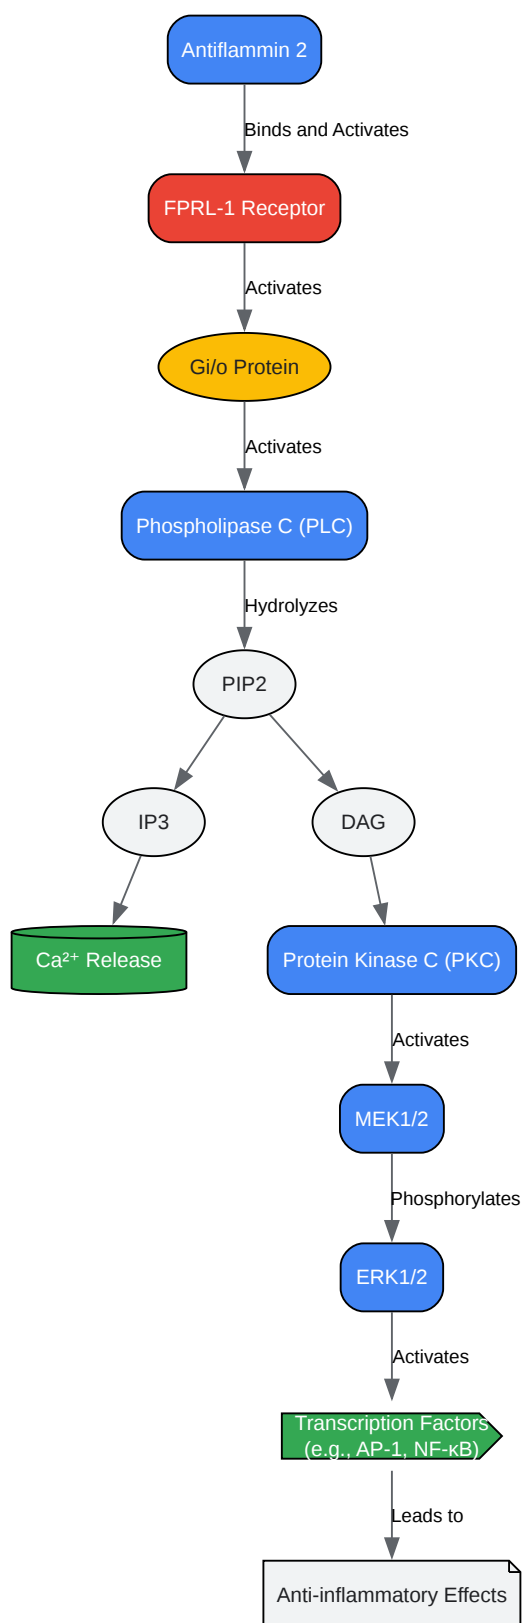 Antiflammin 2
Binds and Activates
FPRL-1 Receptor
Activates
Gi/o Protein
Activates
Phospholipase C (PLC)
Hydrolyzes
PIP2
IP3
DAG
Ca²⁺ Release
Protein Kinase C (PKC)
Activates
MEK1/2
Phosphorylates
ERK1/2
Activates
Transcription Factors
(e.g., AP-1, NF-κB)
Leads to
Anti-inflammatory Effects